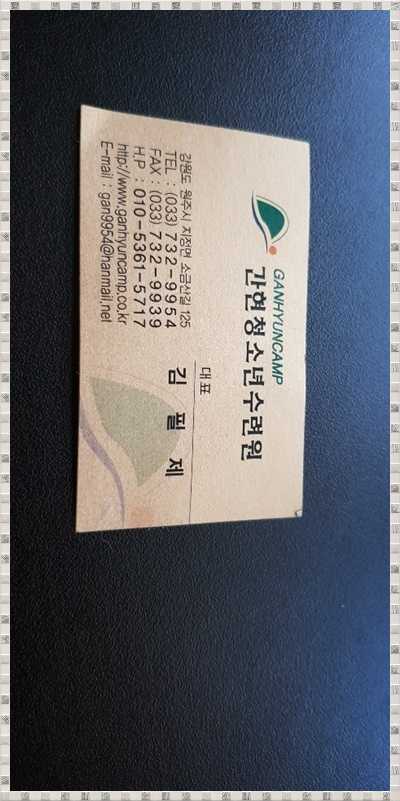 GANHYUNCAMP
간현청소년수련원
대표
김 필 제
강원도 원주시 지정면 소금산길 125
TEL : (033) 732-9954
FAX : (033) 732-9939
H.P : 010-5361-5717
http://www.ganhyuncamp.co.kr
E-mail : gan9954@hanmail.net